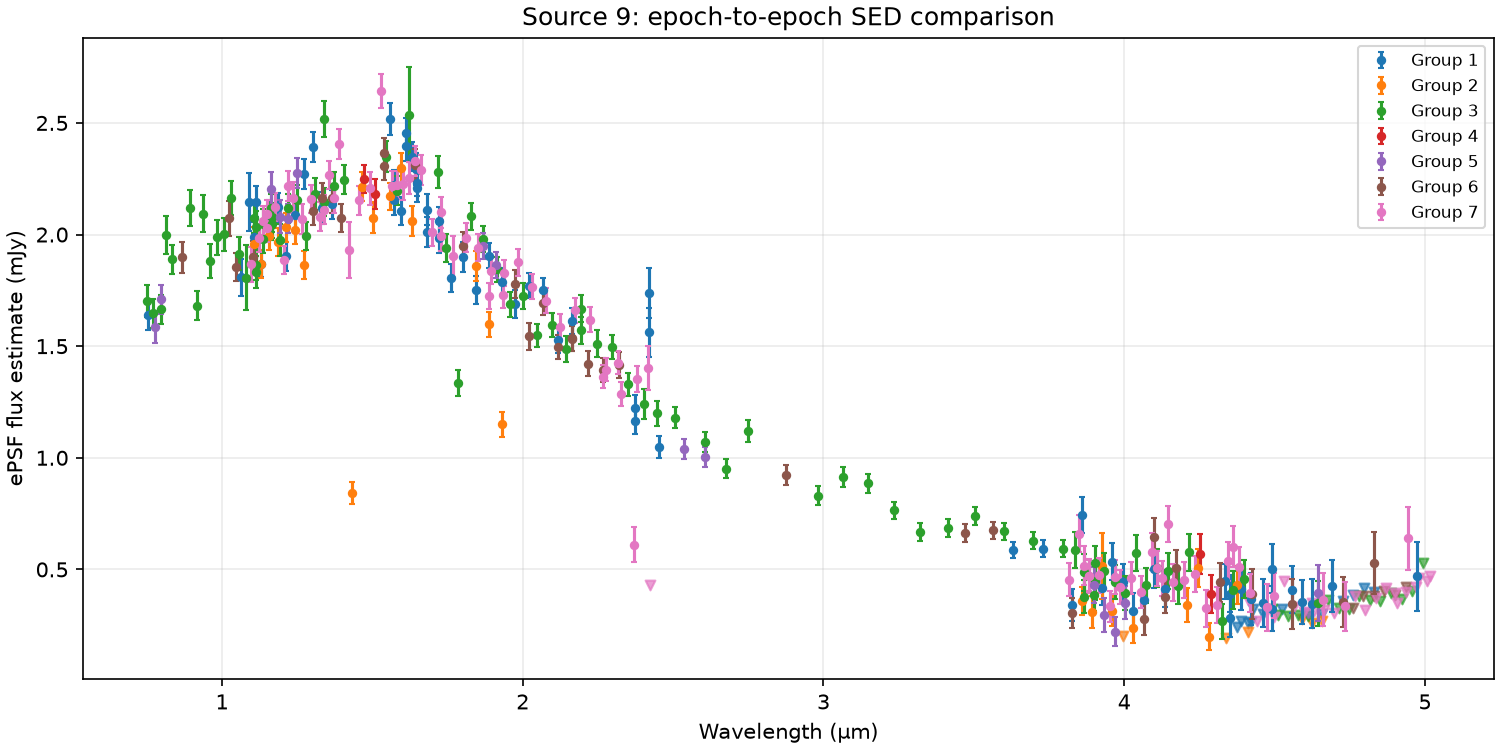 Source 9: epoch-to-epoch SED comparison
ePSF flux estimate (mJy)
2.5
2.0
1.5
1.0
0.5
1 2 3 4 5
Wavelength (μm)
Group 1
Group 2
Group 3
Group 4
Group 5
Group 6
Group 7